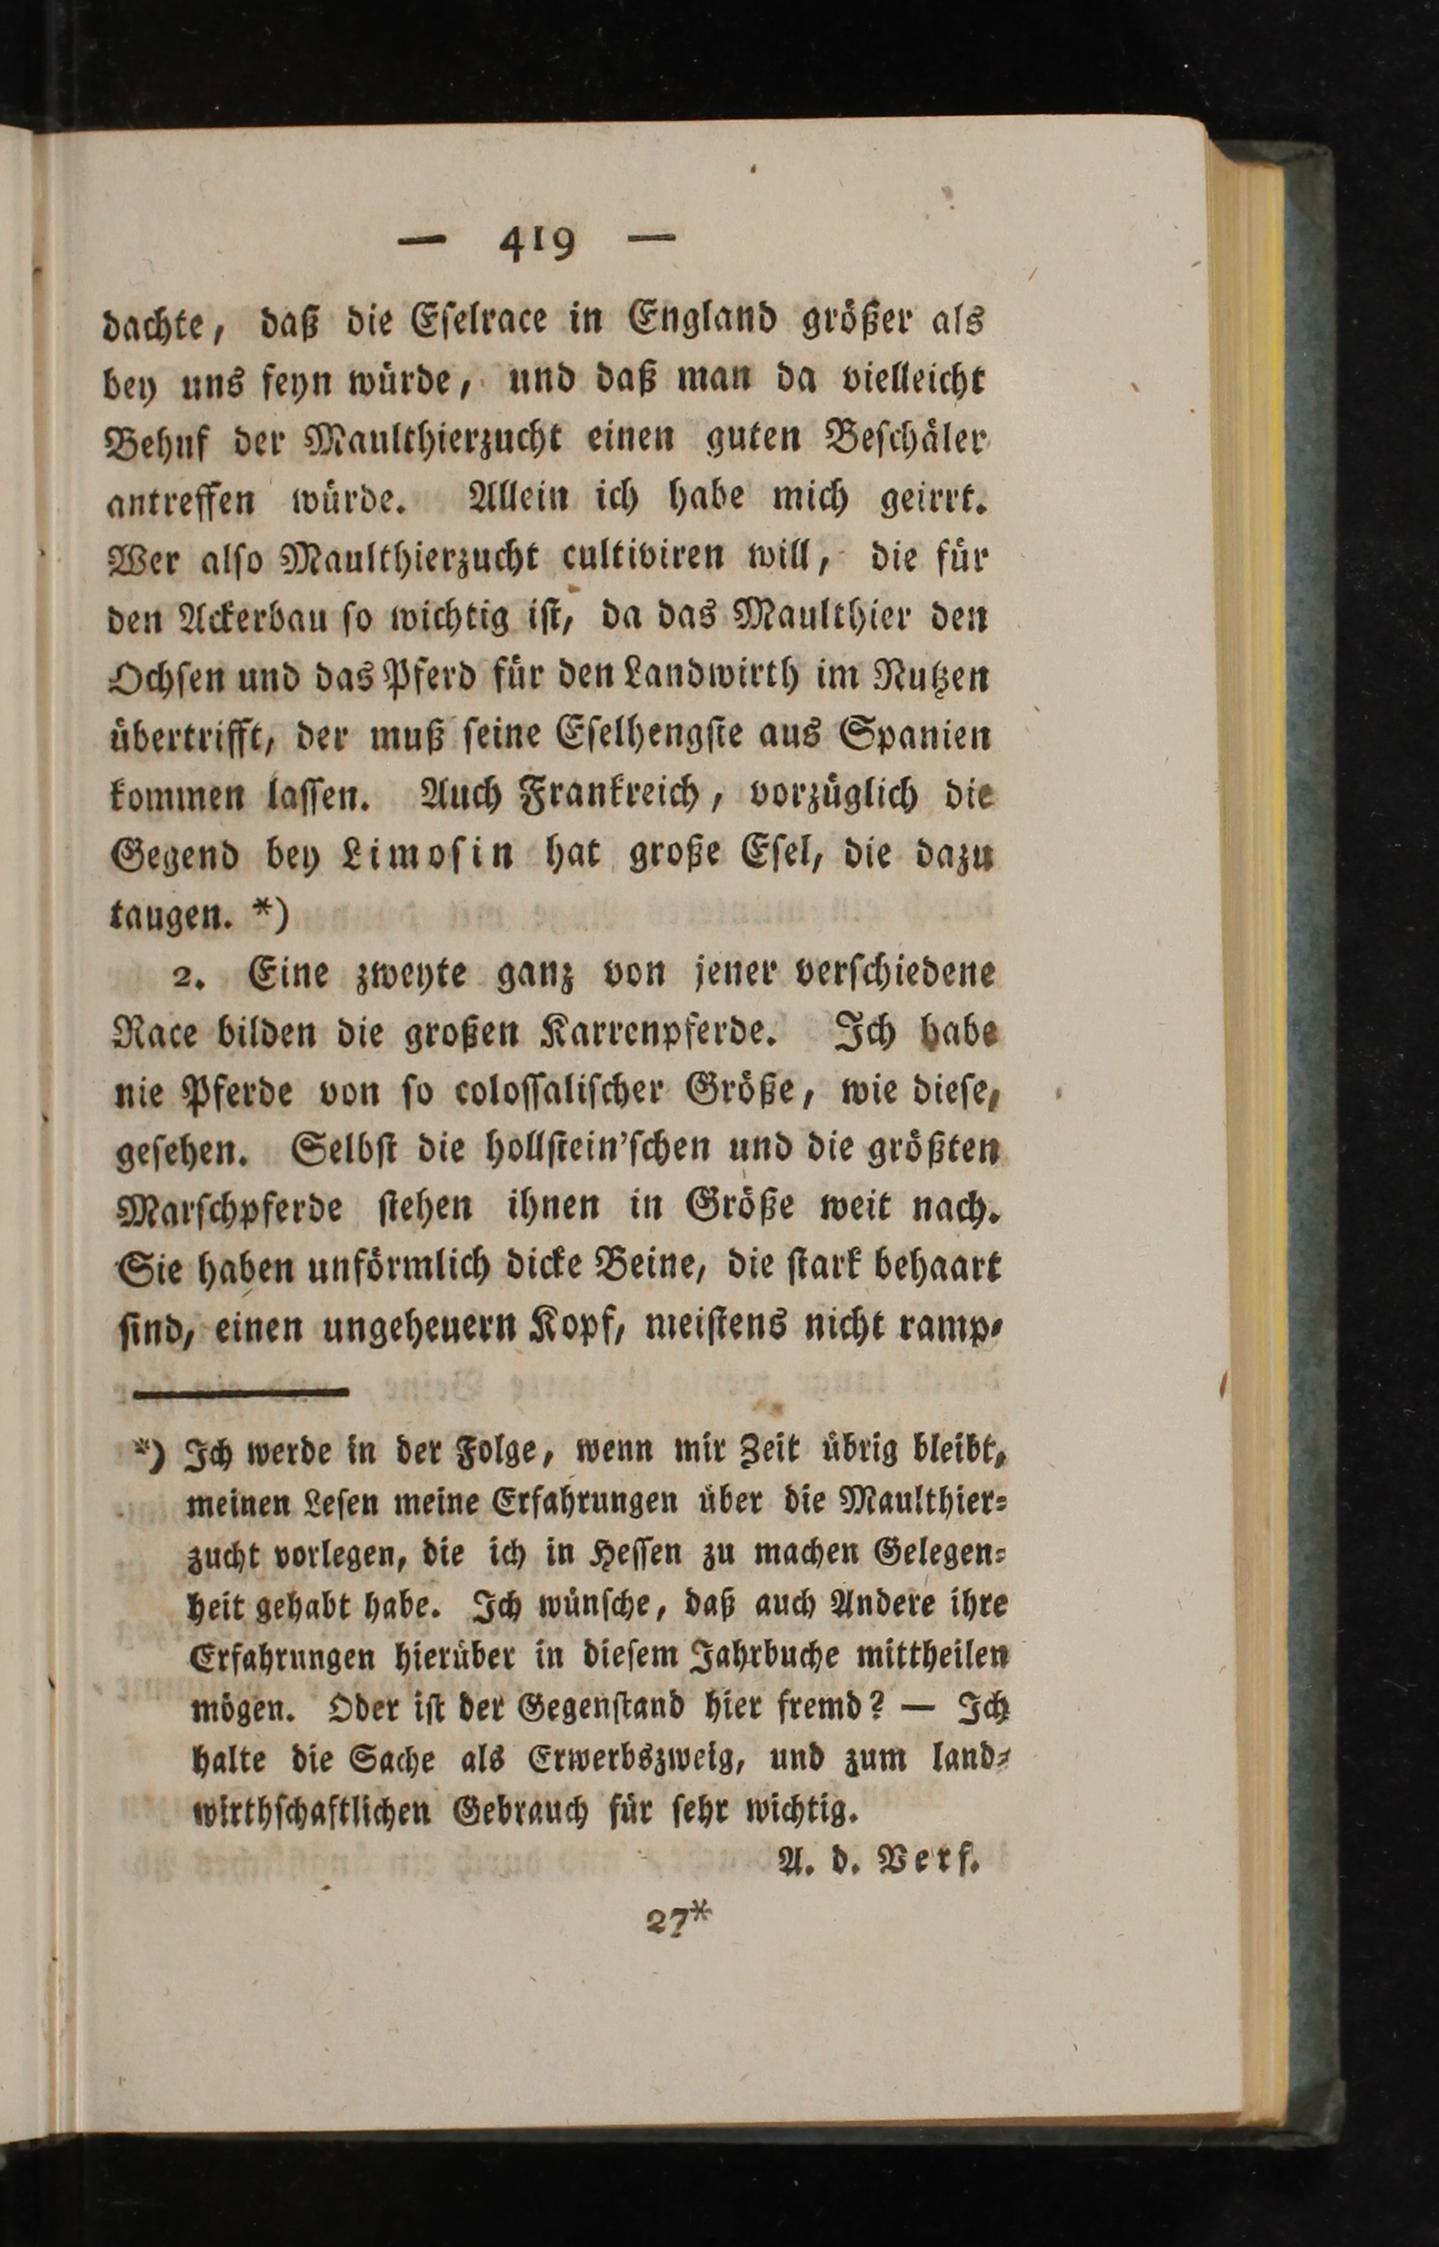 — 419 —
dachte, daß die Eſelrace in England größer als
bey uns ſeyn würde, und daß man da vielleicht
Behuf der Maulthierzucht einen guten Beſchäler
antreffen würde. Allein ich habe mich geirrt.
Wer alſo Maulthierzucht cultiviren will, die für
den Ackerbau ſo wichtig iſt, da das Maulthier den
Ochſen und das Pferd für den Landwirth im Nutzen
übertrifft, der muß ſeine Eſelhengſte aus Spanien
kommen laſſen. Auch Frankreich, vorzüglich die
Gegend bey Limoſin hat große Eſel, die dazu
taugen. *)
2. Eine zweyte ganz von jener verſchiedene
Race bilden die großen Karrenpferde. Ich habe
nie Pferde von ſo coloſſaliſcher Größe, wie dieſe,
geſehen. Selbſt die hollſtein'ſchen und die größten
Marſchpferde ſtehen ihnen in Größe weit nach.
Sie haben unförmlich dicke Beine, die ſtark behaart
ſind, einen ungeheuern Kopf, meiſtens nicht ramp⸗
*) Ich werde in der Folge, wenn mir Zeit übrig bleibt,
meinen Leſen meine Erfahrungen über die Maulthier⸗
zucht vorlegen, die ich in Heſſen zu machen Gelegen⸗
heit gehabt habe. Ich wünſche, daß auch Andere ihre
Erfahrungen hierüber in dieſem Jahrbuche mittheilen
mögen. Oder iſt der Gegenſtand hier fremd? — Ich
halte die Sache als Erwerbszweig, und zum land⸗
wirthſchaftlichen Gebrauch für ſehr wichtig.
A. d. Verf.
27*